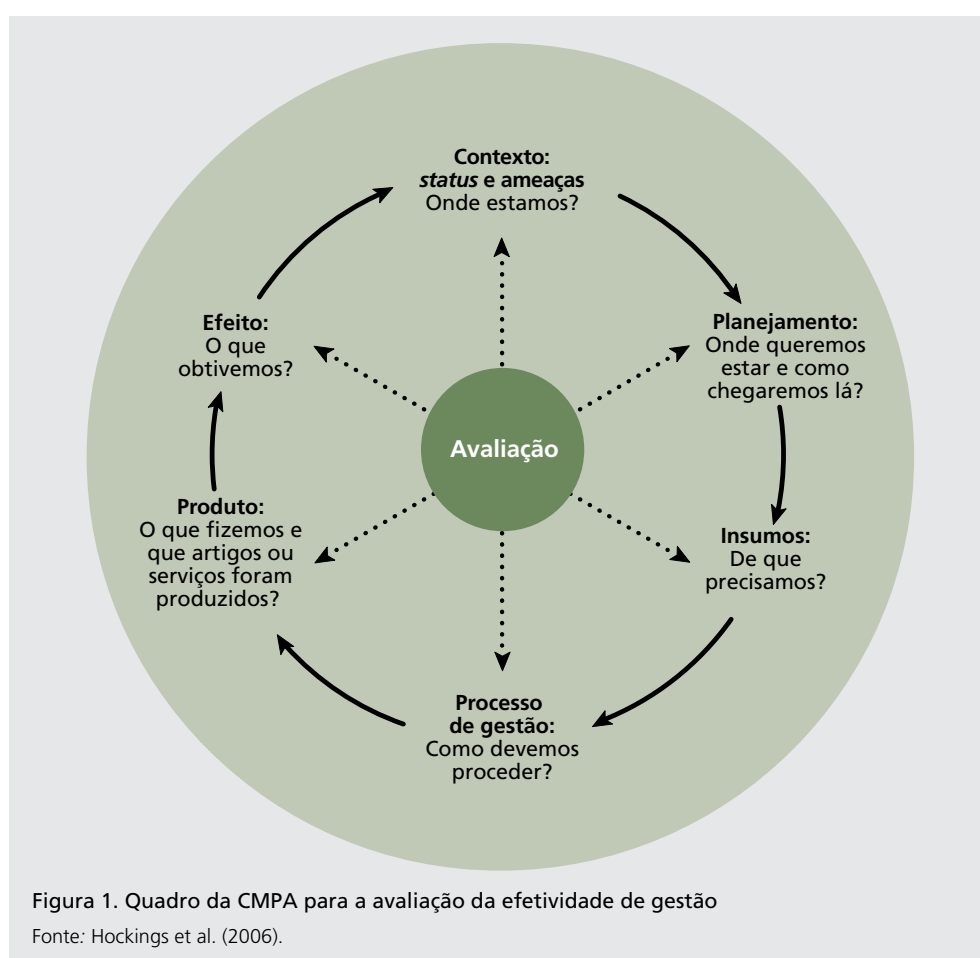 Contexto:
status e ameaças
Onde estamos?
Planejamento:
Onde queremos
estar e como
chegaremos lá?
Insumos:
De que
precisamos?
Processo
de gestão:
Como devemos
proceder?
Produto:
O que fizemos e
que artigos ou
serviços foram
produzidos?
Efeito:
O que
obtivemos?
Avaliação
Figura 1. Quadro da CMPA para a avaliação da efetividade de gestão
Fonte: Hockings et al. (2006).